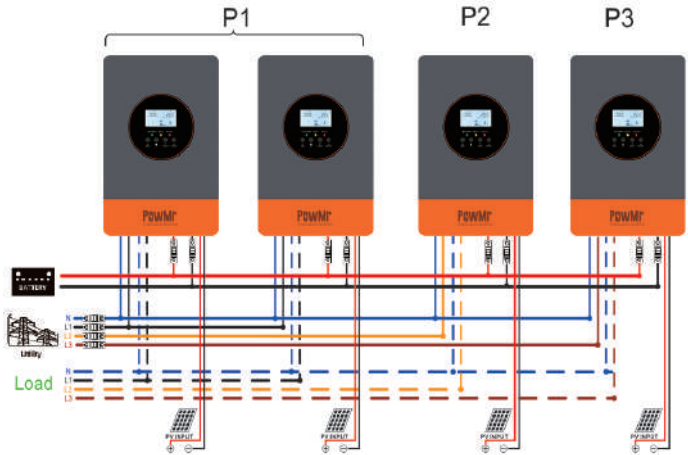 P1 P2 P3
PowMr PowMr PowMr PowMr
BATTERY
N
L1
L2
L3
Utility
Load
N
L1
L2
L3
PV INPUT PV INPUT PV INPUT PV INPUT